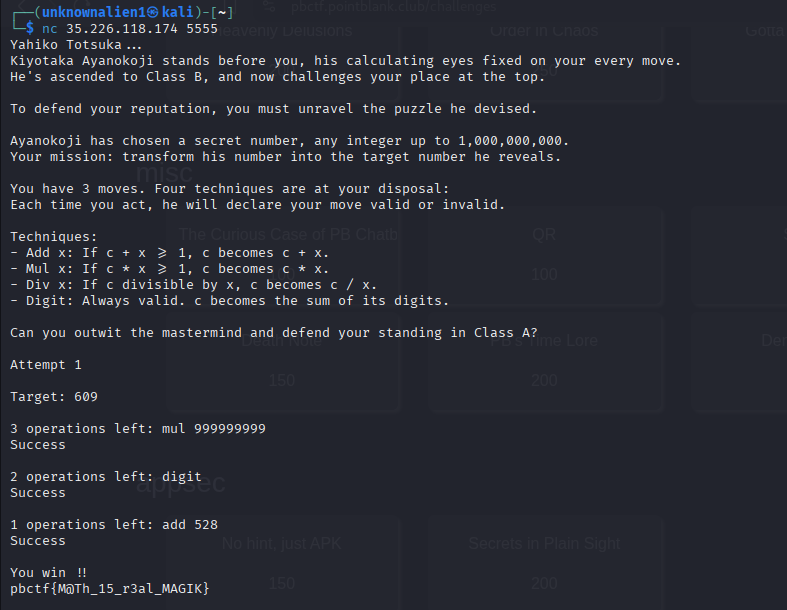 pbctf.pointblank.club/challenges
┌──(unknownalien1㉿kali)-[~]
└─$ nc 35.226.118.174 5555
Heavenly Delusions
Order in Chaos
Yahiko Totsuka...
Kiyotaka Ayanokoji stands before you, his calculating eyes fixed on your every move.
He's ascended to Class B, and now challenges your place at the top.
To defend your reputation, you must unravel the puzzle he devised.
Ayanokoji has chosen a secret number, any integer up to 1,000,000,000.
Your mission: transform his number into the target number he reveals.
misc
You have 3 moves. Four techniques are at your disposal:
Each time you act, he will declare your move valid or invalid.
The Curious Case of PB Chatb
QR
Techniques:
- Add x: If c + x ≥ 1, c becomes c + x.
- Mul x: If c * x ≥ 1, c becomes c * x.
100
- Div x: If c divisible by x, c becomes c / x.
- Digit: Always valid. c becomes the sum of its digits.
Can you outwit the mastermind and defend your standing in Class A?
Death Note
PB's Time Lore
Attempt 1
150
200
Target: 609
3 operations left: mul 999999999
Success
2 operations left: digit
appsec
Success
1 operations left: add 528
Success
No hint, just APK
Secrets in Plain Sight
You win !!
150
200
pbctf{M@Th_15_r3al_MAGIK}